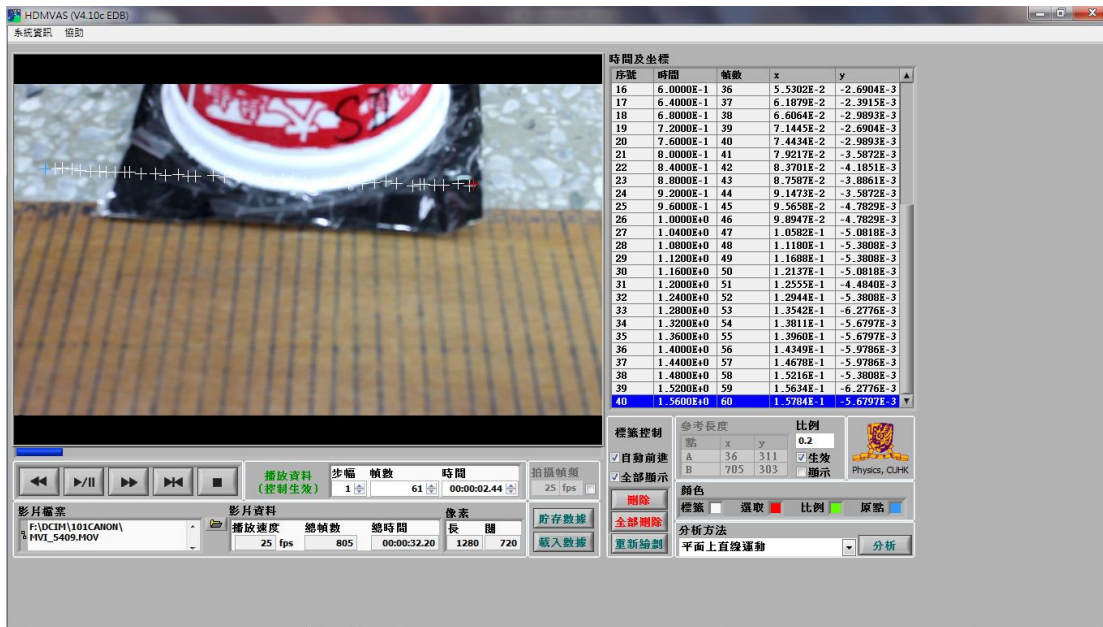 HDMVAS (V4.10c EDB)
系統資訊 協助
時間及坐標
序號 時間 幀數 x y
16 6.0000E-1 36 5.5302E-2 -2.6904E-3
17 6.4000E-1 37 6.1879E-2 -2.3915E-3
18 6.8000E-1 38 6.6064E-2 -2.9893E-3
19 7.2000E-1 39 7.1445E-2 -2.6904E-3
20 7.6000E-1 40 7.4434E-2 -2.9893E-3
21 8.0000E-1 41 7.9217E-2 -3.5872E-3
22 8.4000E-1 42 8.3701E-2 -4.1851E-3
23 8.8000E-1 43 8.7587E-2 -3.8861E-3
24 9.2000E-1 44 9.1473E-2 -3.5872E-3
25 9.6000E-1 45 9.5658E-2 -4.7829E-3
26 1.0000E+0 46 9.8947E-2 -4.7829E-3
27 1.0400E+0 47 1.0582E-1 -5.0818E-3
28 1.0800E+0 48 1.1180E-1 -5.3808E-3
29 1.1200E+0 49 1.1688E-1 -5.3808E-3
30 1.1600E+0 50 1.2137E-1 -5.0818E-3
31 1.2000E+0 51 1.2555E-1 -4.4840E-3
32 1.2400E+0 52 1.2944E-1 -5.3808E-3
33 1.2800E+0 53 1.3542E-1 -6.2776E-3
34 1.3200E+0 54 1.3811E-1 -5.6797E-3
35 1.3600E+0 55 1.3960E-1 -5.6797E-3
36 1.4000E+0 56 1.4349E-1 -5.9786E-3
37 1.4400E+0 57 1.4678E-1 -5.9786E-3
38 1.4800E+0 58 1.5216E-1 -5.3808E-3
39 1.5200E+0 59 1.5634E-1 -6.2776E-3
40 1.5600E+0 60 1.5784E-1 -5.6797E-3
標籤控制
自動前進
全部顯示
刪除
全部刪除
重新繪劃
參考長度
點 x y
A 36 311
B 705 303
比例
0.2
生效
顯示
Physics, CUHK
顏色
標籤 選取 比例 原點
分析方法
平面上直線運動 分析
播放資料
(控制生效)
步幅 幀數 時間
1 61 00:00:02.44
拍攝幀頻
25 fps
影片檔案
F:\DCIM\101CANON\
MVI_5409.MOV
影片資料
播放速度 總幀數 總時間
25 fps 805 00:00:32.20
像素
長 闊
1280 720
貯存數據
載入數據